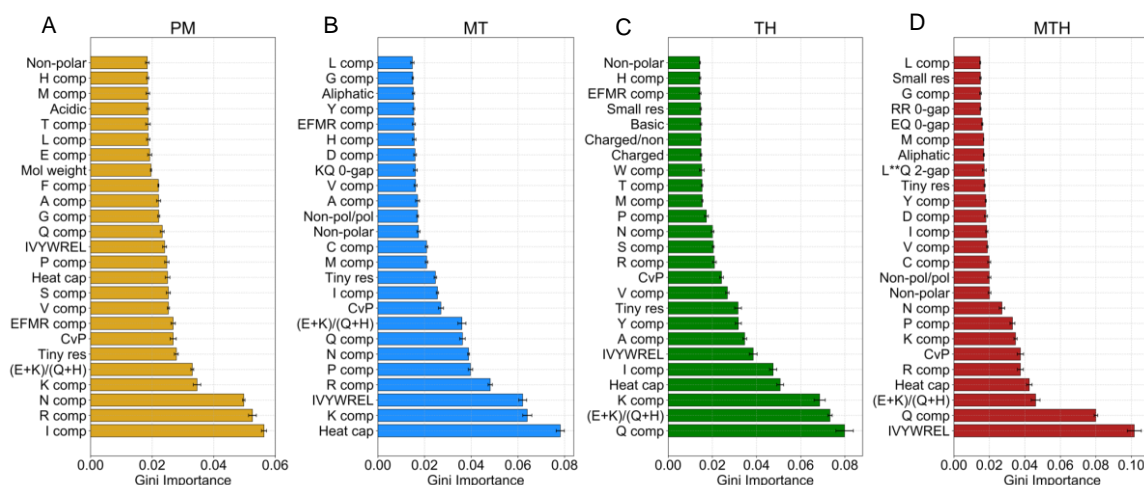 A
PM
Non-polar
H comp
M comp
Acidic
T comp
L comp
E comp
Mol weight
F comp
A comp
G comp
Q comp
IVYWREL
P comp
Heat cap
S comp
V comp
EFMR comp
CvP
Tiny res
(E+K)/(Q+H)
K comp
N comp
R comp
I comp
0.00 0.02 0.04 0.06
Gini Importance
B
MT
L comp
G comp
Aliphatic
Y comp
EFMR comp
H comp
D comp
KQ 0-gap
V comp
A comp
Non-pol/pol
Non-polar
C comp
M comp
Tiny res
I comp
CvP
(E+K)/(Q+H)
Q comp
N comp
P comp
R comp
IVYWREL
K comp
Heat cap
0.00 0.02 0.04 0.06 0.08
Gini Importance
C
TH
Non-polar
H comp
EFMR comp
Small res
Basic
Charged/non
Charged
W comp
T comp
M comp
P comp
N comp
S comp
R comp
CvP
V comp
Tiny res
Y comp
A comp
IVYWREL
I comp
Heat cap
K comp
(E+K)/(Q+H)
Q comp
0.00 0.02 0.04 0.06 0.08
Gini Importance
D
MTH
L comp
Small res
G comp
RR 0-gap
EQ 0-gap
M comp
Aliphatic
L**Q 2-gap
Tiny res
Y comp
D comp
I comp
V comp
C comp
Non-pol/pol
Non-polar
N comp
P comp
K comp
CvP
R comp
Heat cap
(E+K)/(Q+H)
Q comp
IVYWREL
0.00 0.02 0.04 0.06 0.08 0.10
Gini Importance